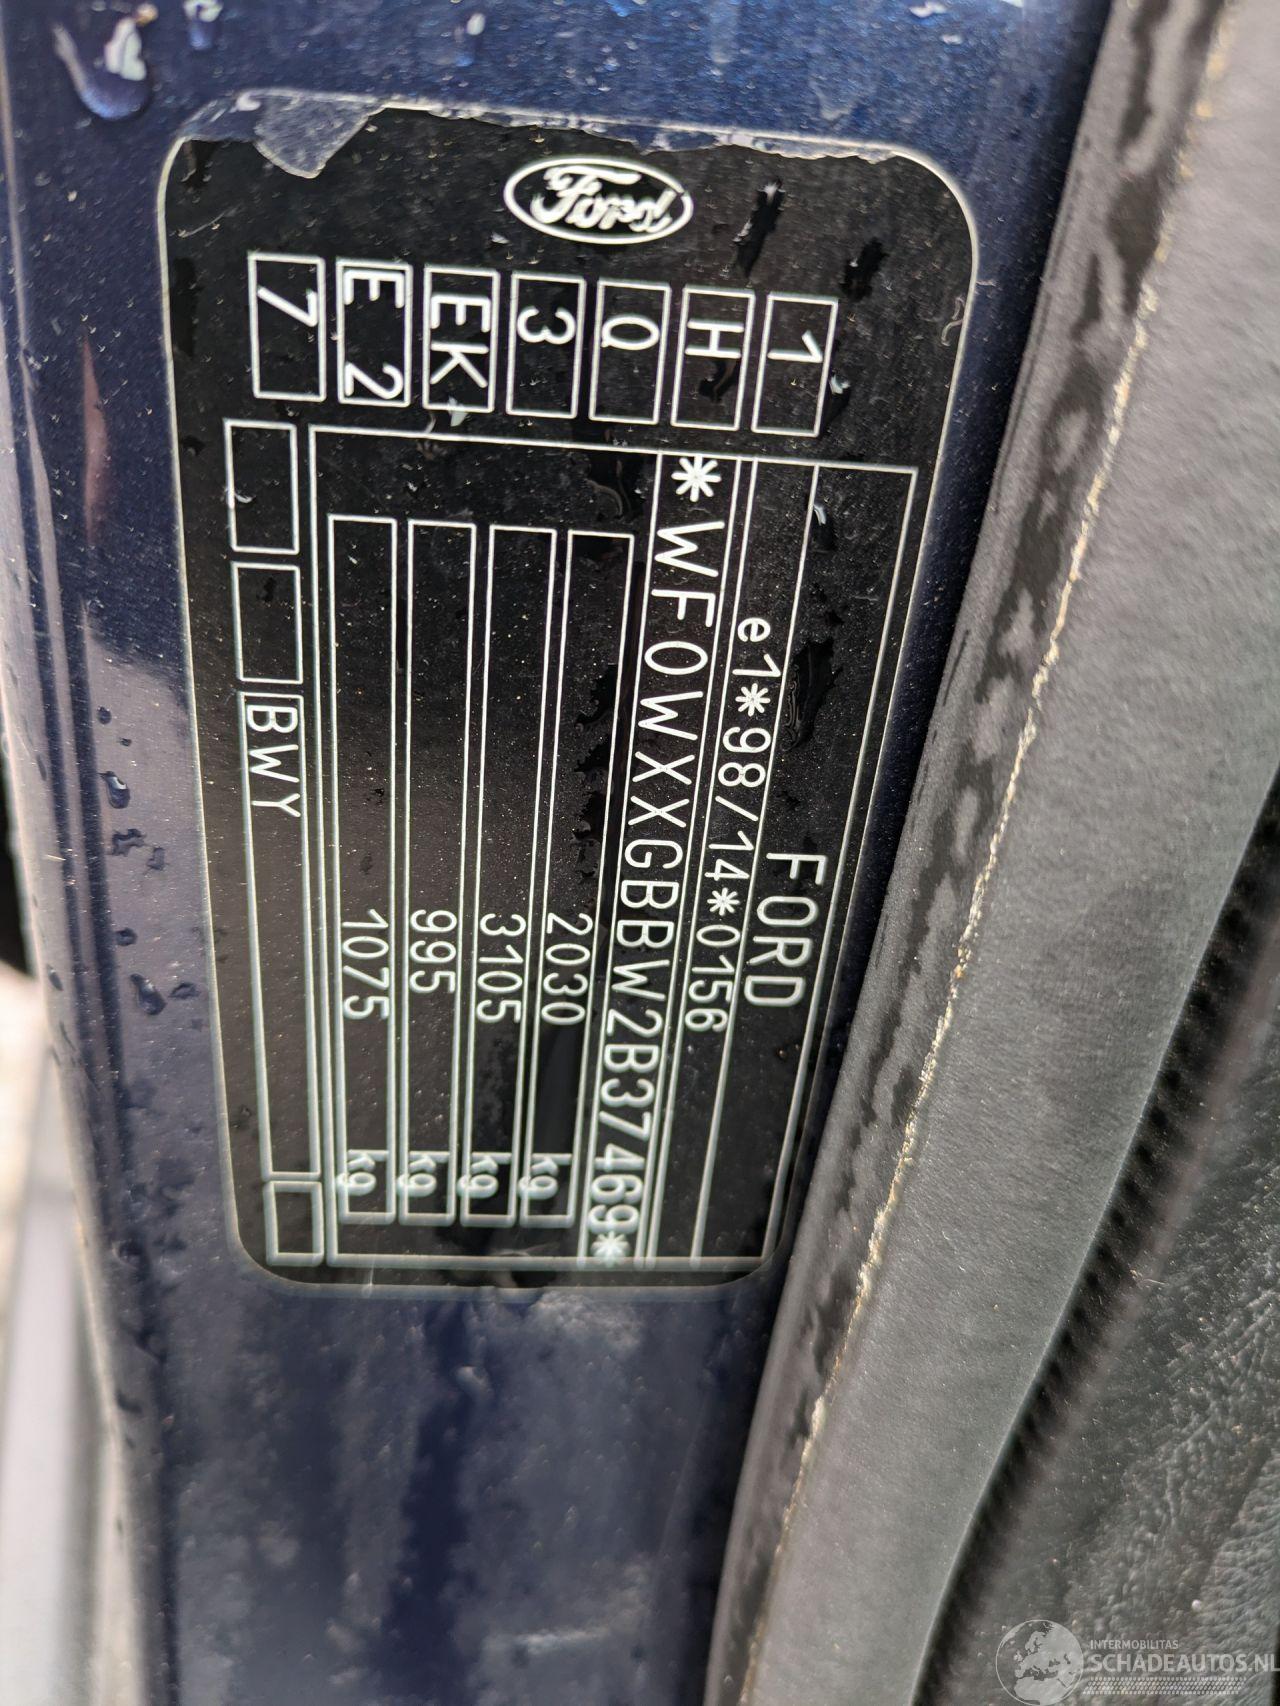 Ford
1
H
Q
3
EK
E 2
7
FORD
e1*98/14*0156
*WF0WXXGBBW2B37469*
2030 kg
3105 kg
995 kg
1075 kg
BWY
INTERMOBILITAS
SCHADEAUTOS.NL